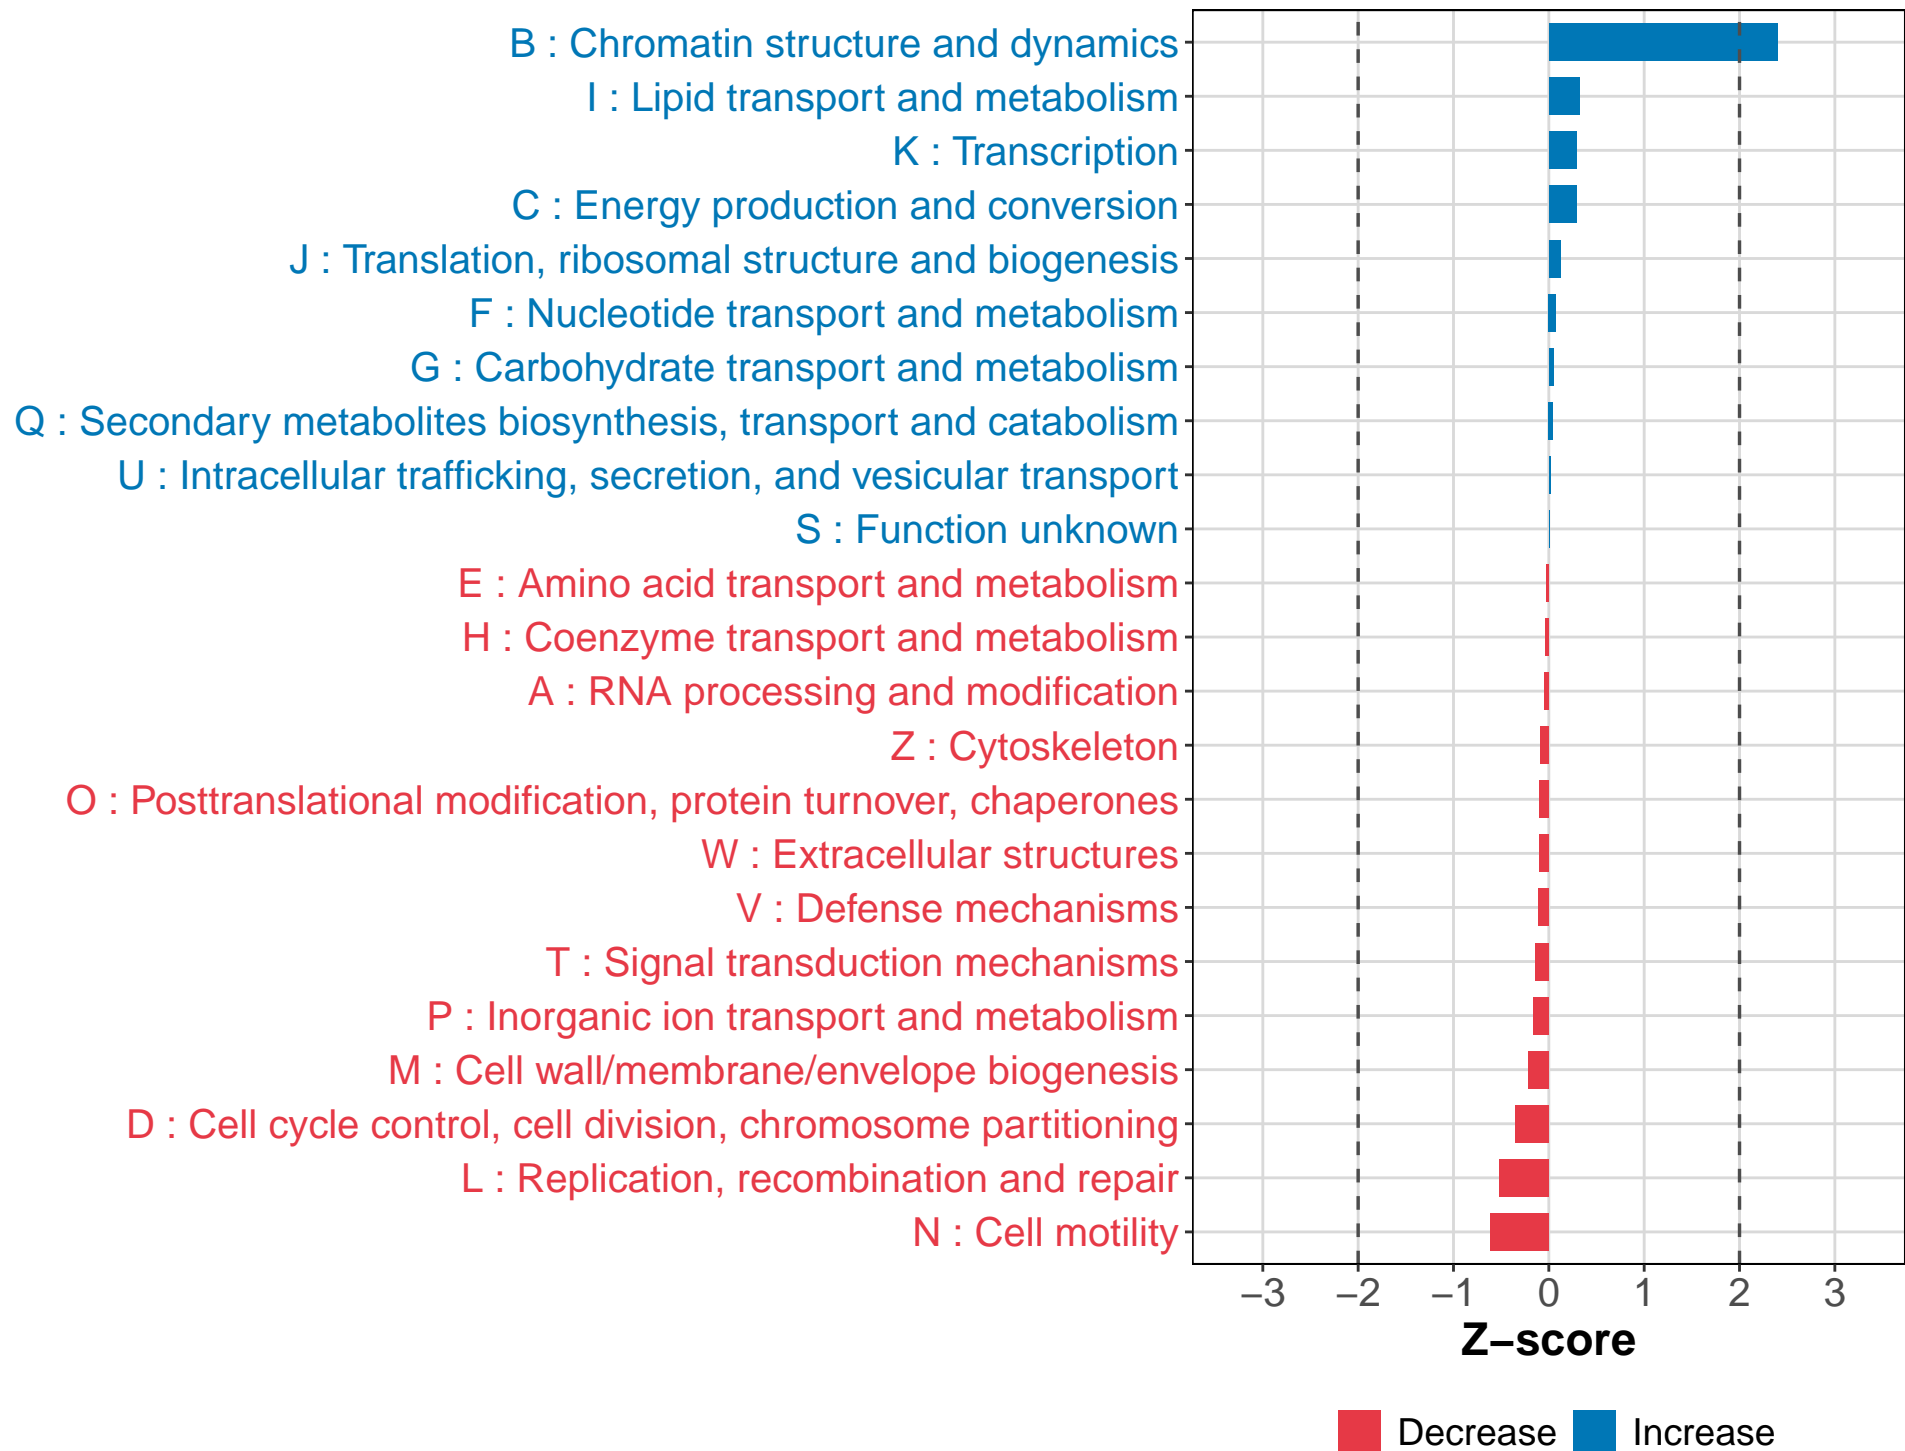 B : Chromatin structure and dynamics
I : Lipid transport and metabolism
K : Transcription
C : Energy production and conversion
J : Translation, ribosomal structure and biogenesis
F : Nucleotide transport and metabolism
G : Carbohydrate transport and metabolism
Q : Secondary metabolites biosynthesis, transport and catabolism
U : Intracellular trafficking, secretion, and vesicular transport
S : Function unknown
E : Amino acid transport and metabolism
H : Coenzyme transport and metabolism
A : RNA processing and modification
Z : Cytoskeleton
O : Posttranslational modification, protein turnover, chaperones
W : Extracellular structures
V : Defense mechanisms
T : Signal transduction mechanisms
P : Inorganic ion transport and metabolism
M : Cell wall/membrane/envelope biogenesis
D : Cell cycle control, cell division, chromosome partitioning
L : Replication, recombination and repair
N : Cell motility
−3 −2 −1 0 1 2 3
Z−score
Decrease Increase